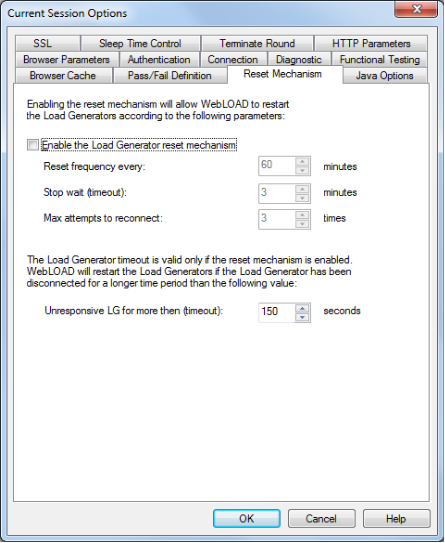 Current Session Options
SSL
Sleep Time Control
Terminate Round
HTTP Parameters
Browser Parameters
Authentication
Connection
Diagnostic
Functional Testing
Browser Cache
Pass/Fail Definition
Reset Mechanism
Java Options
Enabling the reset mechanism will allow WebLOAD to restart
the Load Generators according to the following parameters:
Enable the Load Generator reset mechanism
Reset frequency every: 60 minutes
Stop wait (timeout): 3 minutes
Max attempts to reconnect: 3 times
The Load Generator timeout is valid only if the reset mechanism is enabled.
WebLOAD will restart the Load Generators if the Load Generator has been
disconnected for a longer time period than the following value:
Unresponsive LG for more then (timeout): 150 seconds
OK
Cancel
Help